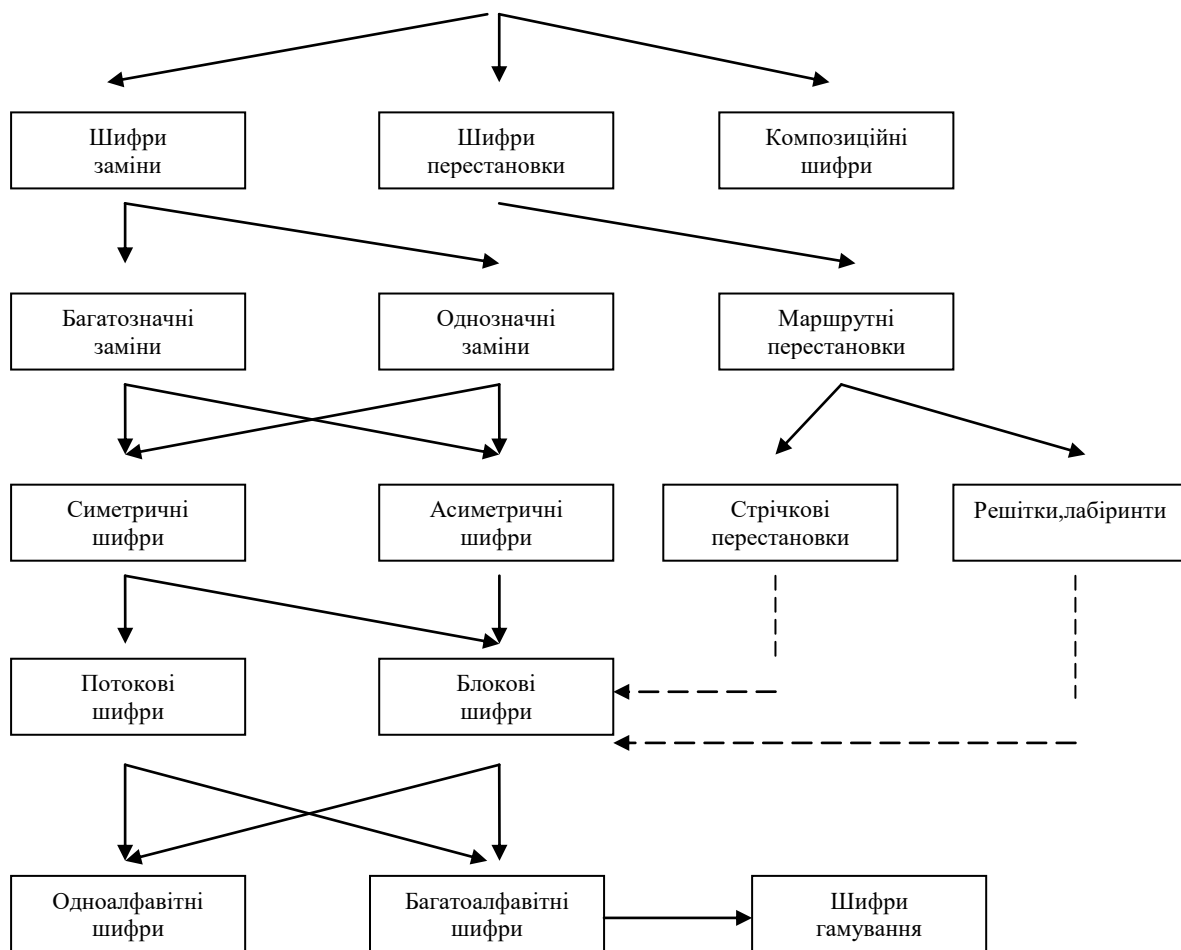 Шифри
заміни
Шифри
перестановки
Композиційні
шифри
Багатозначні
заміни
Однозначні
заміни
Маршрутні
перестановки
Симетричні
шифри
Асиметричні
шифри
Стрічкові
перестановки
Решітки,лабіринти
Потокові
шифри
Блокові
шифри
Одноалфавітні
шифри
Багатоалфавітні
шифри
Шифри
гамування